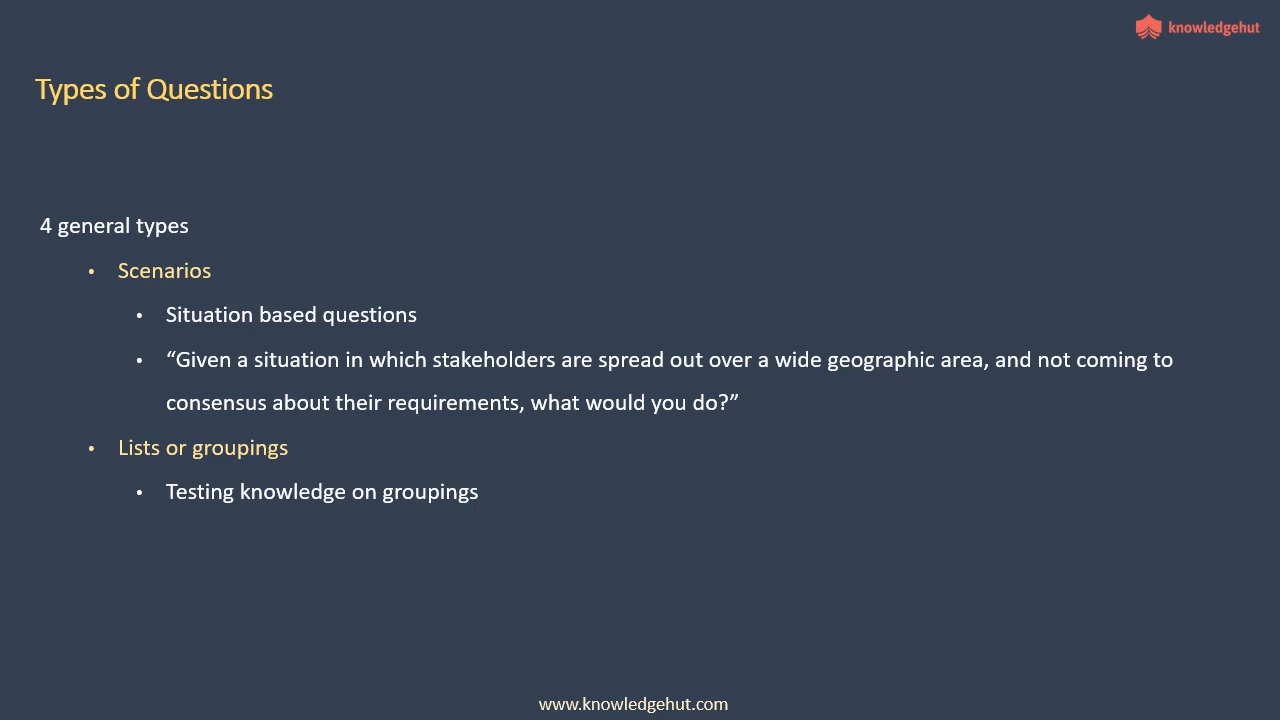 knowledgehut
Types of Questions
4 general types
• Scenarios
• Situation based questions
• “Given a situation in which stakeholders are spread out over a wide geographic area, and not coming to
consensus about their requirements, what would you do?”
• Lists or groupings
• Testing knowledge on groupings
www.knowledgehut.com